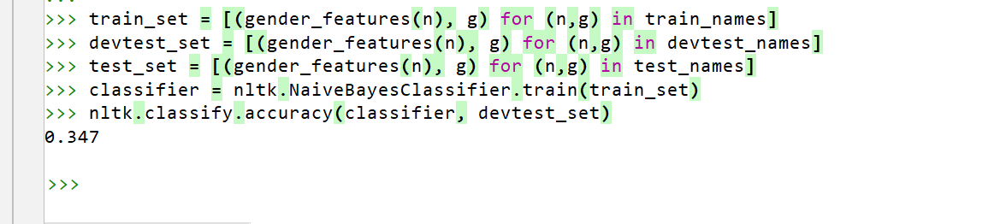 >>> train_set = [(gender_features(n), g) for (n,g) in train_names]
>>> devtest_set = [(gender_features(n), g) for (n,g) in devtest_names]
>>> test_set = [(gender_features(n), g) for (n,g) in test_names]
>>> classifier = nltk.NaiveBayesClassifier.train(train_set)
>>> nltk.classify.accuracy(classifier, devtest_set)
0.347
>>>